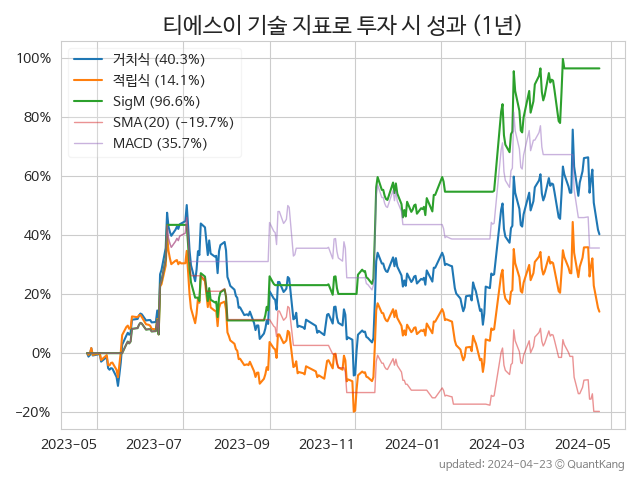 티에스이 기술 지표로 투자 시 성과 (1년)
거치식 (40.3%)
적립식 (14.1%)
SigM (96.6%)
SMA(20) (−19.7%)
MACD (35.7%)
100%
80%
60%
40%
20%
0%
−20%
2023-05 2023-07 2023-09 2023-11 2024-01 2024-03 2024-05
updated: 2024-04-23 © QuantKang